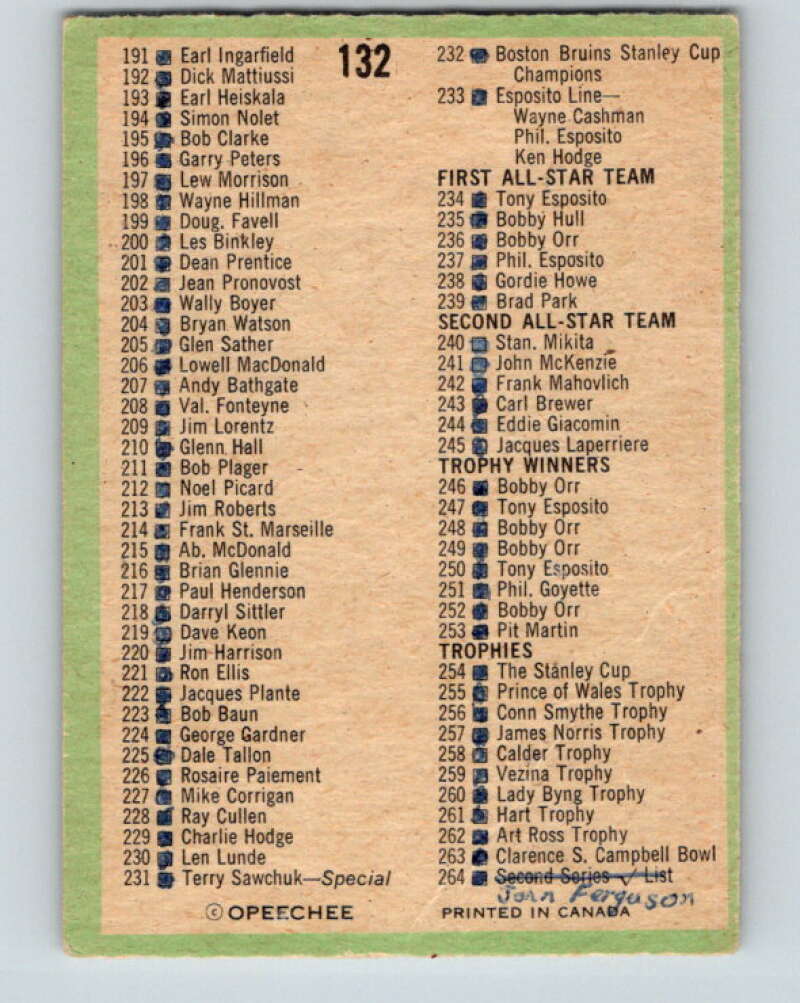 132
191 Earl Ingarfield
192 Dick Mattiussi
193 Earl Heiskala
194 Simon Nolet
195 Bob Clarke
196 Garry Peters
197 Lew Morrison
198 Wayne Hillman
199 Doug. Favell
200 Les Binkley
201 Dean Prentice
202 Jean Pronovost
203 Wally Boyer
204 Bryan Watson
205 Glen Sather
206 Lowell MacDonald
207 Andy Bathgate
208 Val. Fonteyne
209 Jim Lorentz
210 Glenn Hall
211 Bob Plager
212 Noel Picard
213 Jim Roberts
214 Frank St. Marseille
215 Ab. McDonald
216 Brian Glennie
217 Paul Henderson
218 Darryl Sittler
219 Dave Keon
220 Jim Harrison
221 Ron Ellis
222 Jacques Plante
223 Bob Baun
224 George Gardner
225 Dale Tallon
226 Rosaire Paiement
227 Mike Corrigan
228 Ray Cullen
229 Charlie Hodge
230 Len Lunde
231 Terry Sawchuk—Special
232 Boston Bruins Stanley Cup
Champions
233 Esposito Line—
Wayne Cashman
Phil. Esposito
Ken Hodge
FIRST ALL-STAR TEAM
234 Tony Esposito
235 Bobby Hull
236 Bobby Orr
237 Phil. Esposito
238 Gordie Howe
239 Brad Park
SECOND ALL-STAR TEAM
240 Stan. Mikita
241 John McKenzie
242 Frank Mahovlich
243 Carl Brewer
244 Eddie Giacomin
245 Jacques Laperriere
TROPHY WINNERS
246 Bobby Orr
247 Tony Esposito
248 Bobby Orr
249 Bobby Orr
250 Tony Esposito
251 Phil. Goyette
252 Bobby Orr
253 Pit Martin
TROPHIES
254 The Stanley Cup
255 Prince of Wales Trophy
256 Conn Smythe Trophy
257 James Norris Trophy
258 Calder Trophy
259 Vezina Trophy
260 Lady Byng Trophy
261 Hart Trophy
262 Art Ross Trophy
263 Clarence S. Campbell Bowl
264 Second Series √ List
John Ferguson
© OPEECHEE
PRINTED IN CANADA